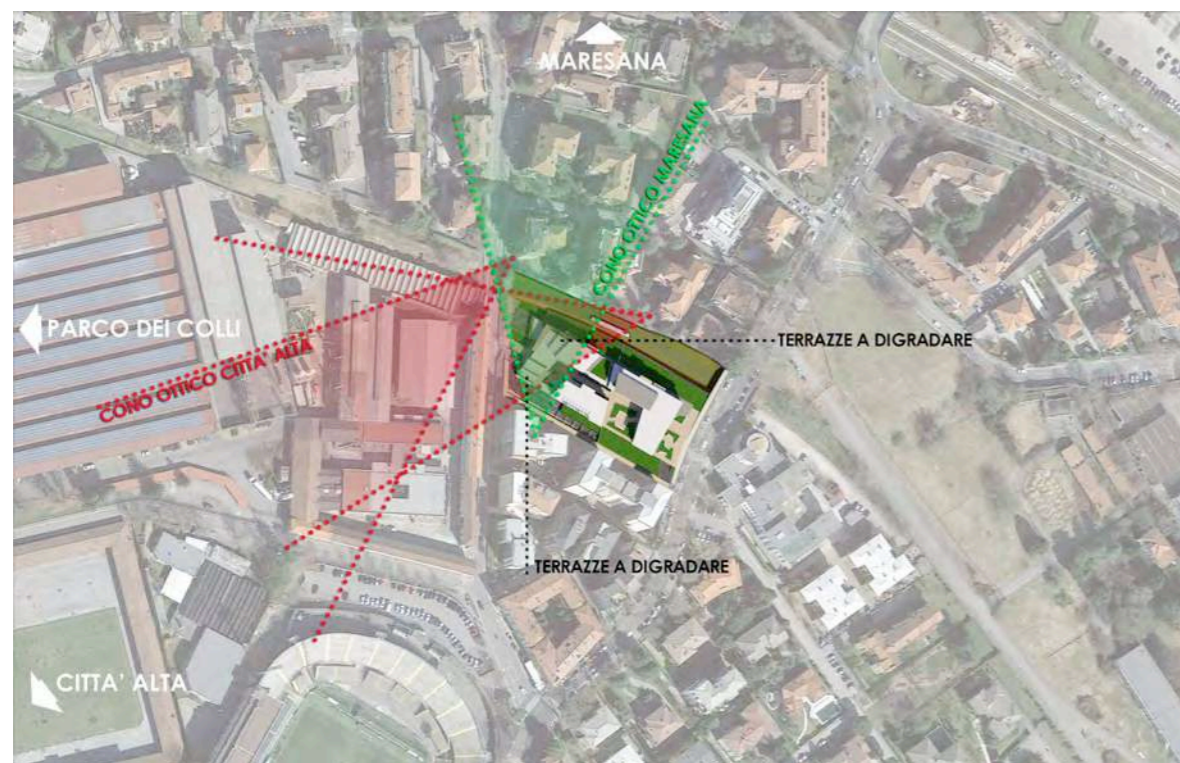 MARESANA
CONO OTTICO MARESANA
PARCO DEI COLLI
CONO OTTICO CITTA' ALTA
TERRAZZE A DIGRADARE
TERRAZZE A DIGRADARE
CITTA' ALTA